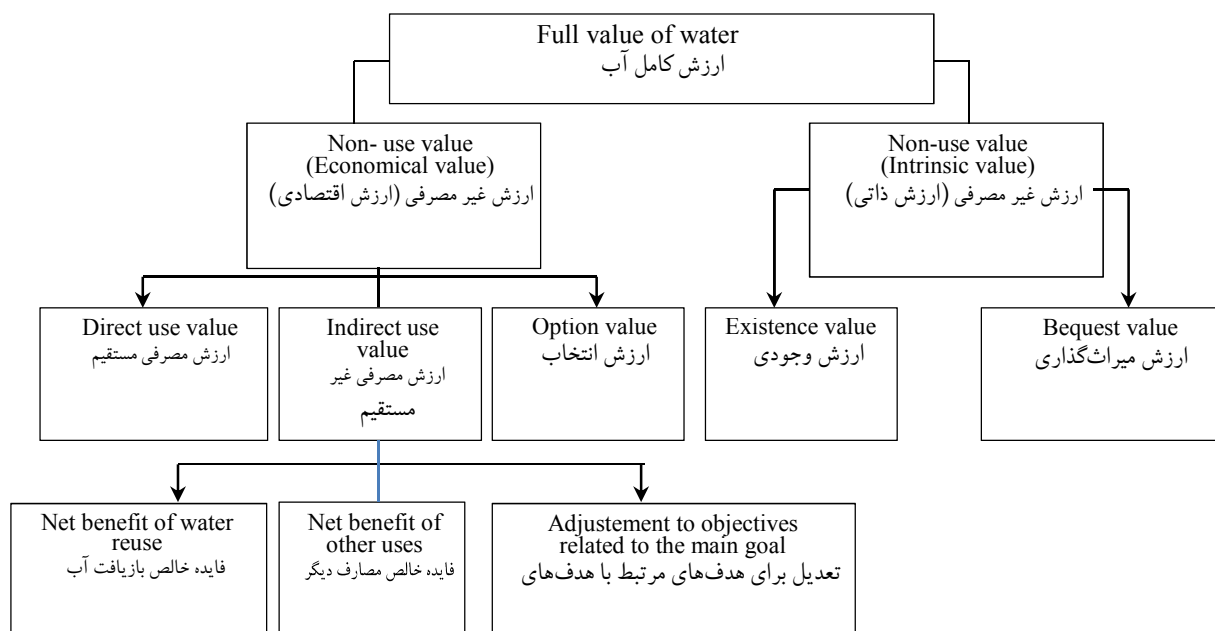 Full value of water
ارزش کامل آب
Non- use value
(Economical value)
ارزش غیر مصرفی (ارزش اقتصادی)
Non-use value
(Intrinsic value)
ارزش غیر مصرفی (ارزش ذاتی)
Direct use value
ارزش مصرفی مستقیم
Indirect use
value
ارزش مصرفی غیر
مستقیم
Option value
ارزش انتخاب
Existence value
ارزش وجودی
Bequest value
ارزش میراث‌گذاری
Net benefit of water
reuse
فایده خالص بازیافت آب
Net benefit of
other uses
فایده خالص مصارف دیگر
Adjustement to objectives
related to the main goal
تعدیل برای هدف‌های مرتبط با هدف‌های